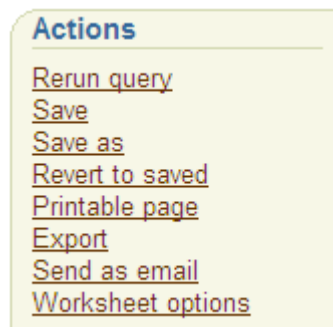 Actions
Rerun query
Save
Save as
Revert to saved
Printable page
Export
Send as email
Worksheet options